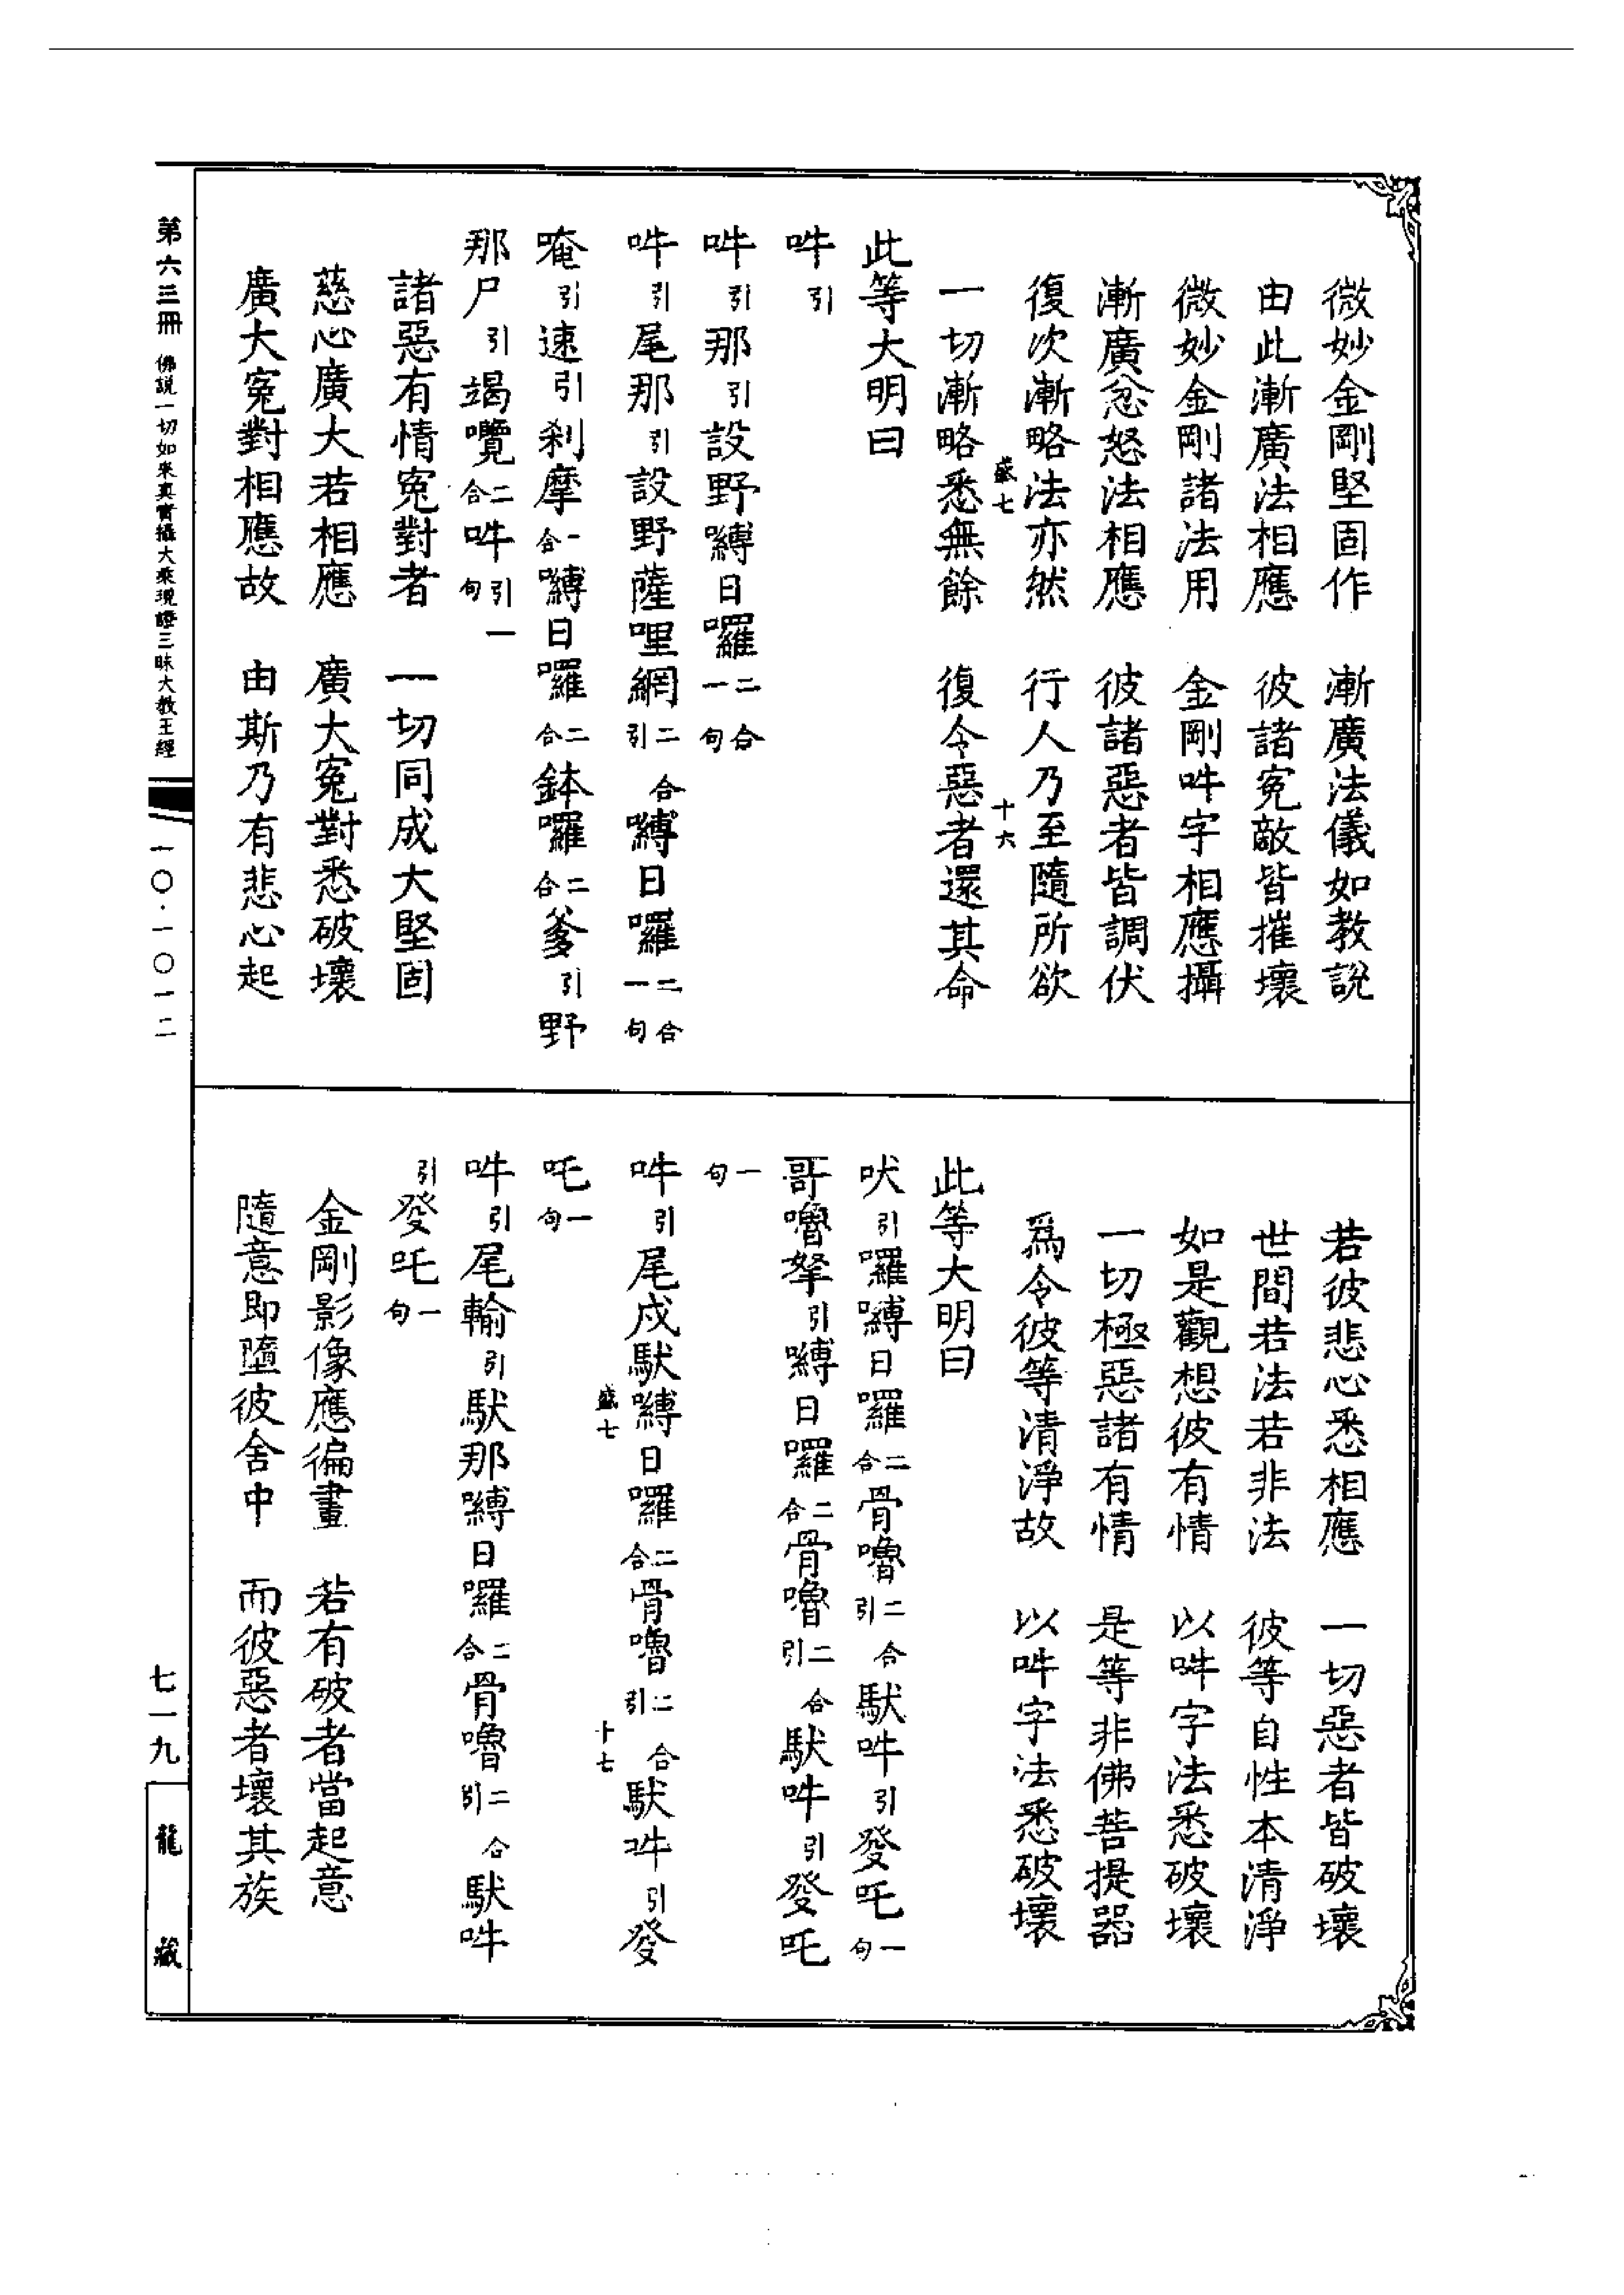 微妙金剛堅固作　漸廣法儀如教說
由此漸廣法相應　彼諸冤敵皆摧壞
微妙金剛諸法用　金剛吽字相應攝
漸廣忿怒法相應　彼諸惡者皆調伏
復次漸略法亦然　行人乃至隨所欲
盛七　十六
一切漸略悉無餘　復令惡者還其命
此等大明曰
吽引
吽引那引設野嚩日囉二合一句
吽引尾那引設野薩哩網二合引嚩日囉二合一句
唵引速引剎摩二合嚩日囉二合鉢囉二合爹引野
那尸引竭囕二合吽引一句
諸惡有情冤對者　一切同成大堅固
慈心廣大若相應　廣大冤對悉破壞
廣大冤對相應故　由斯乃有悲心起
若彼悲心悉相應　一切惡者皆破壞
世間若法若非法　彼等自性本清淨
如是觀想彼有情　以吽字法悉破壞
一切極惡諸有情　是等非佛菩提器
爲令彼等清淨故　以吽字法悉破壞
此等大明曰
吠引囉嚩日囉二合骨嚕二合引馱吽引發吒一句
哥嚕拏引嚩日囉二合骨嚕二合引馱吽引發吒
一句
吽引尾戍馱嚩日囉二合骨嚕二合引馱吽引發
盛七　十七
吒一句
吽引尾輸引馱那嚩日囉二合骨嚕二合引馱吽
引發吒一句
金剛影像應徧畫　若有破者當起意
隨意即墮彼舍中　而彼惡者壞其族
第六三冊　佛說一切如來真實攝大乘現證三昧大教王經　一〇·一〇一二
七一九　龍藏